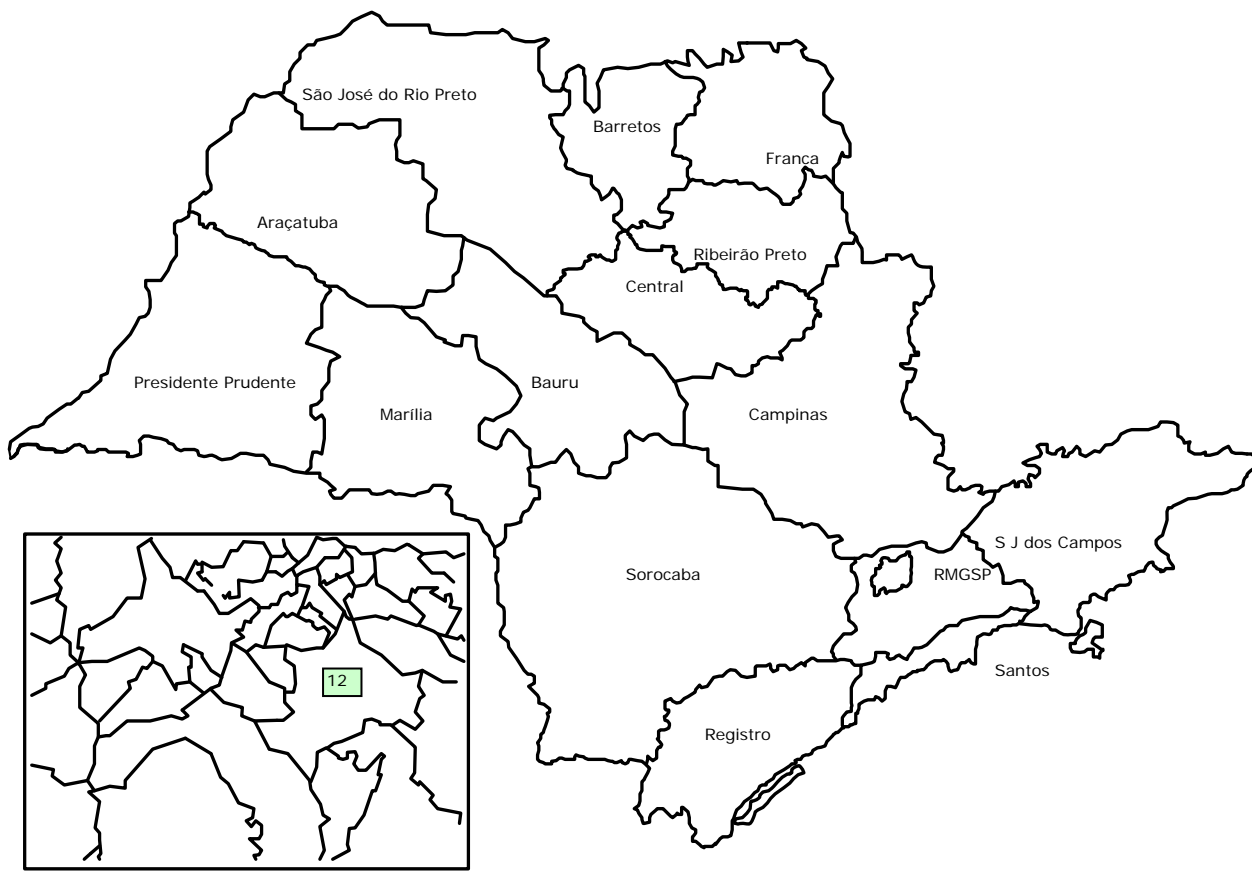 São José do Rio Preto
Barretos
Franca
Araçatuba
Ribeirão Preto
Central
Presidente Prudente
Bauru
Marília
Campinas
S J dos Campos
Sorocaba
RMGSP
Santos
12
Registro